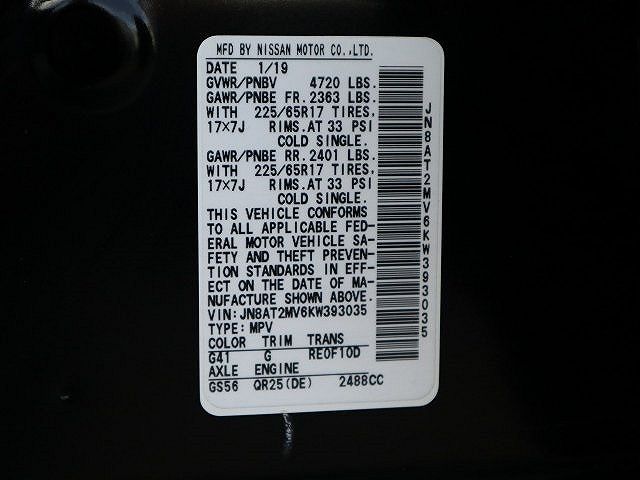 MFD BY NISSAN MOTOR CO.,LTD.
DATE 1/19
GVWR/PNBV 4720 LBS.
GAWR/PNBE FR. 2363 LBS.
WITH 225/65R17 TIRES,
17×7J RIMS.AT 33 PSI
COLD SINGLE.
GAWR/PNBE RR. 2401 LBS.
WITH 225/65R17 TIRES,
17×7J RIMS.AT 33 PSI
COLD SINGLE.
THIS VEHICLE CONFORMS
TO ALL APPLICABLE FED-
ERAL MOTOR VEHICLE SA-
FETY AND THEFT PREVEN-
TION STANDARDS IN EFF-
ECT ON THE DATE OF MA-
NUFACTURE SHOWN ABOVE.
VIN:JN8AT2MV6KW393035
TYPE:MPV
COLOR TRIM TRANS
G41 G RE0F10D
AXLE ENGINE
GS56 QR25(DE) 2488CC
JN8AT2MV6KW393035